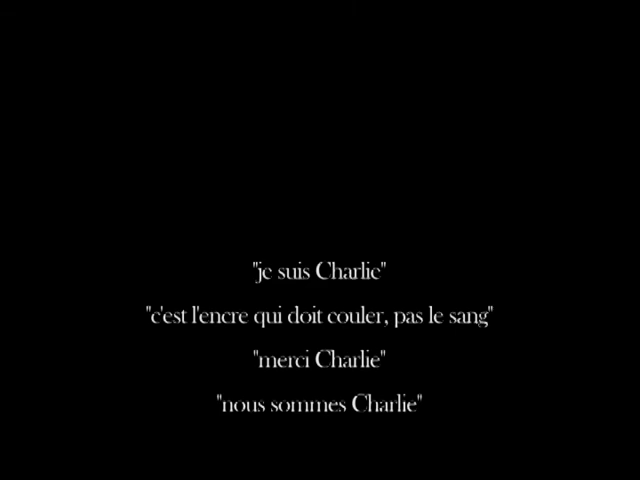 "je suis Charlie"
"c'est l'encre qui doit couler, pas le sang"
"merci Charlie"
"nous sommes Charlie"